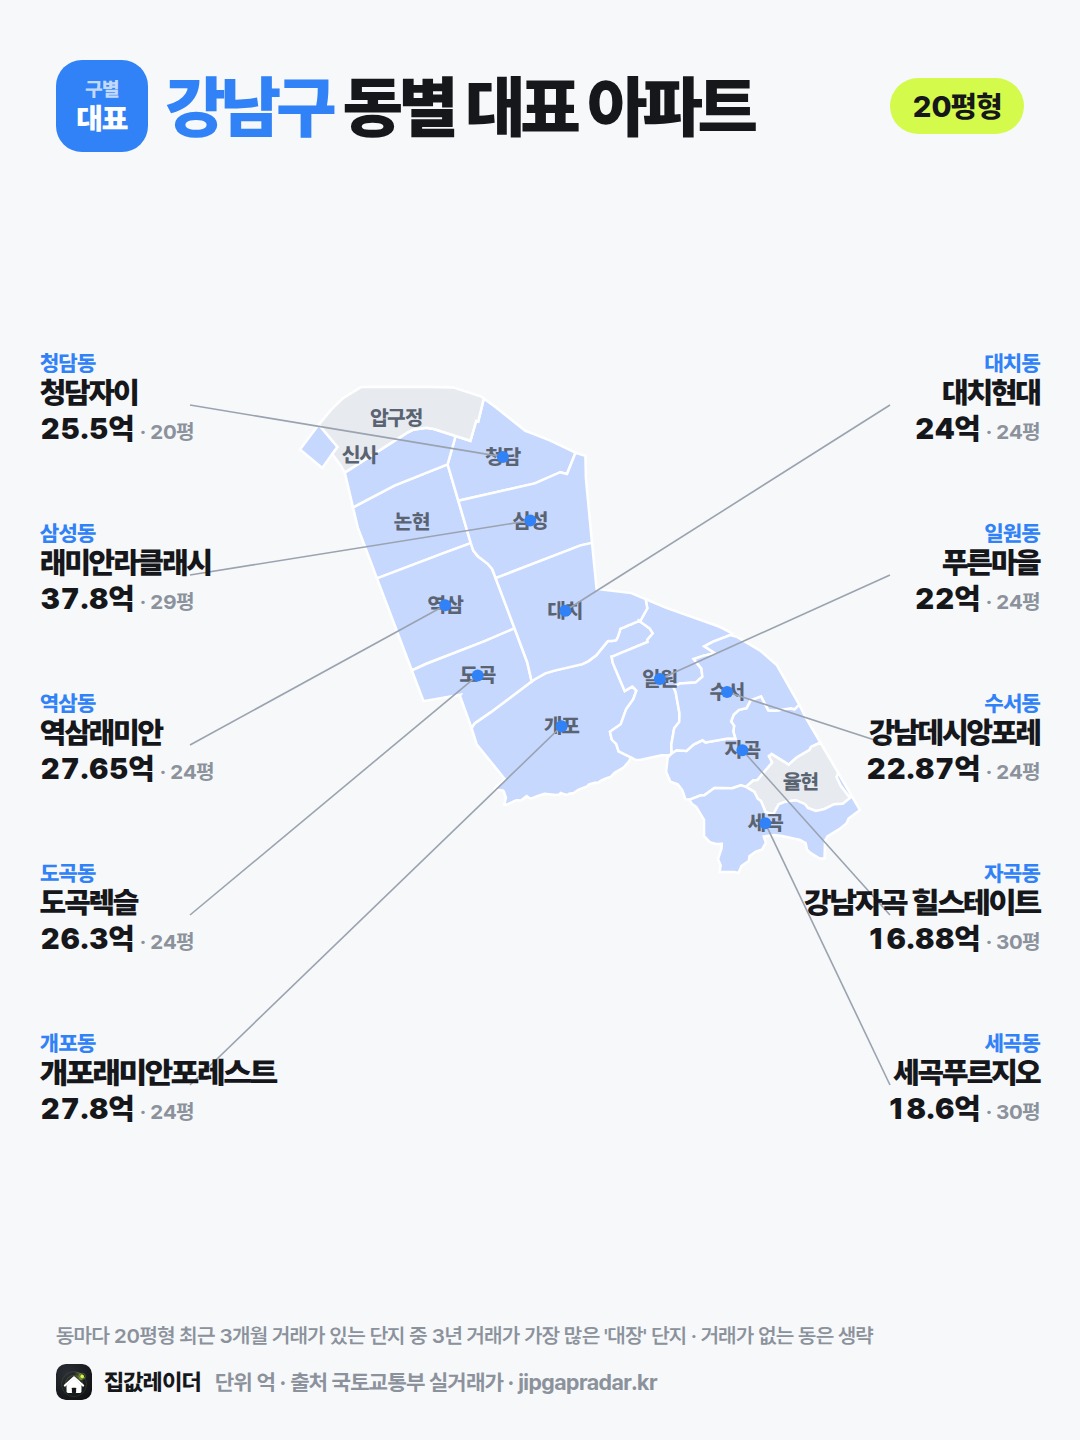 구별
대표
강남구 동별 대표 아파트
20평형
청담동
청담자이
25.5억 · 20평
삼성동
래미안라클래시
37.8억 · 29평
역삼동
역삼래미안
27.65억 · 24평
도곡동
도곡렉슬
26.3억 · 24평
개포동
개포래미안포레스트
27.8억 · 24평
압구정
신사
청담
논현
삼성
역삼
대치
도곡
일원
수서
개포
자곡
율현
세곡
대치동
대치현대
24억 · 24평
일원동
푸른마을
22억 · 24평
수서동
강남데시앙포레
22.87억 · 24평
자곡동
강남자곡 힐스테이트
16.88억 · 30평
세곡동
세곡푸르지오
18.6억 · 30평
동마다 20평형 최근 3개월 거래가 있는 단지 중 3년 거래가 가장 많은 '대장' 단지 · 거래가 없는 동은 생략
집값레이더 단위 억 · 출처 국토교통부 실거래가 · jipgapradar.kr